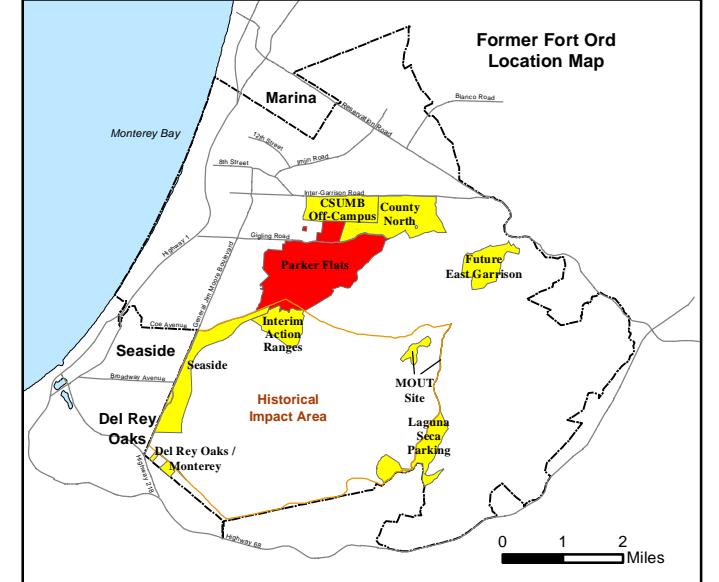 Former Fort Ord
Location Map
Marina
Blanco Road
Reservation Road
Monterey Bay
12th Street
Imjin Road
8th Street
Inter-Garrison Road
CSUMB
Off-Campus
County
North
Gigling Road
Highway 1
General Jim Moore Boulevard
Parker Flats
Future
East Garrison
Coe Avenue
Interim
Action
Ranges
Seaside
Seaside
Broadway Avenue
MOUT
Site
Historical
Impact Area
Del Rey
Oaks
Laguna
Seca
Parking
Del Rey Oaks /
Monterey
Highway 218
Highway 68
0 1 2
Miles